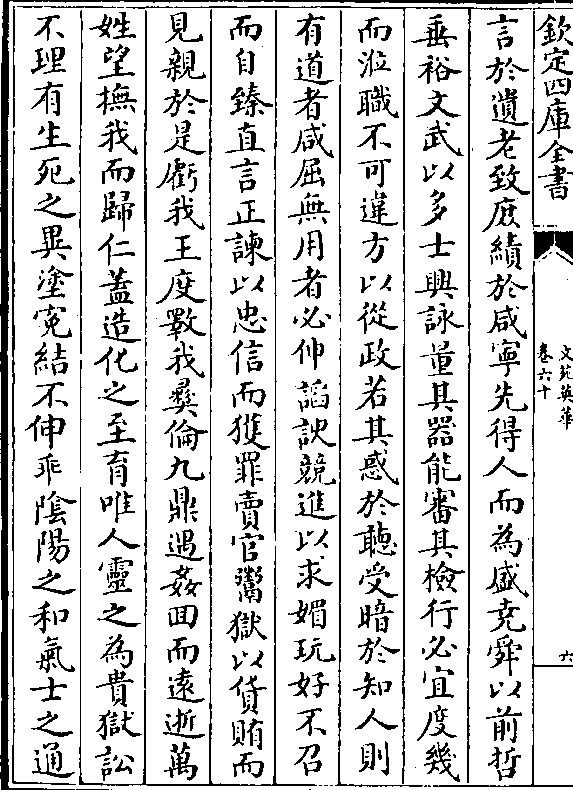 欽定四庫全書
文苑英華
卷六十
六
言於遺老致庶績於咸寧先得人而為盛堯舜以前哲
垂裕文武以多士興詠量其器能審其檢行必宜度幾
而涖職不可違方以從政若其惑於聽受暗於知人則
有道者咸屈無用者必伸諂諛競進以求媚玩好不召
而自臻直言正諫以忠信而獲罪賣官鬻獄以貨賄而
見親於是虧我王度斁我彝倫九鼎遇姦回而遠逝萬
姓望撫我而歸仁蓋造化之至育唯人靈之為貴獄訟
不理有生死之異塗寃結不伸乖陰陽之和氣士之通